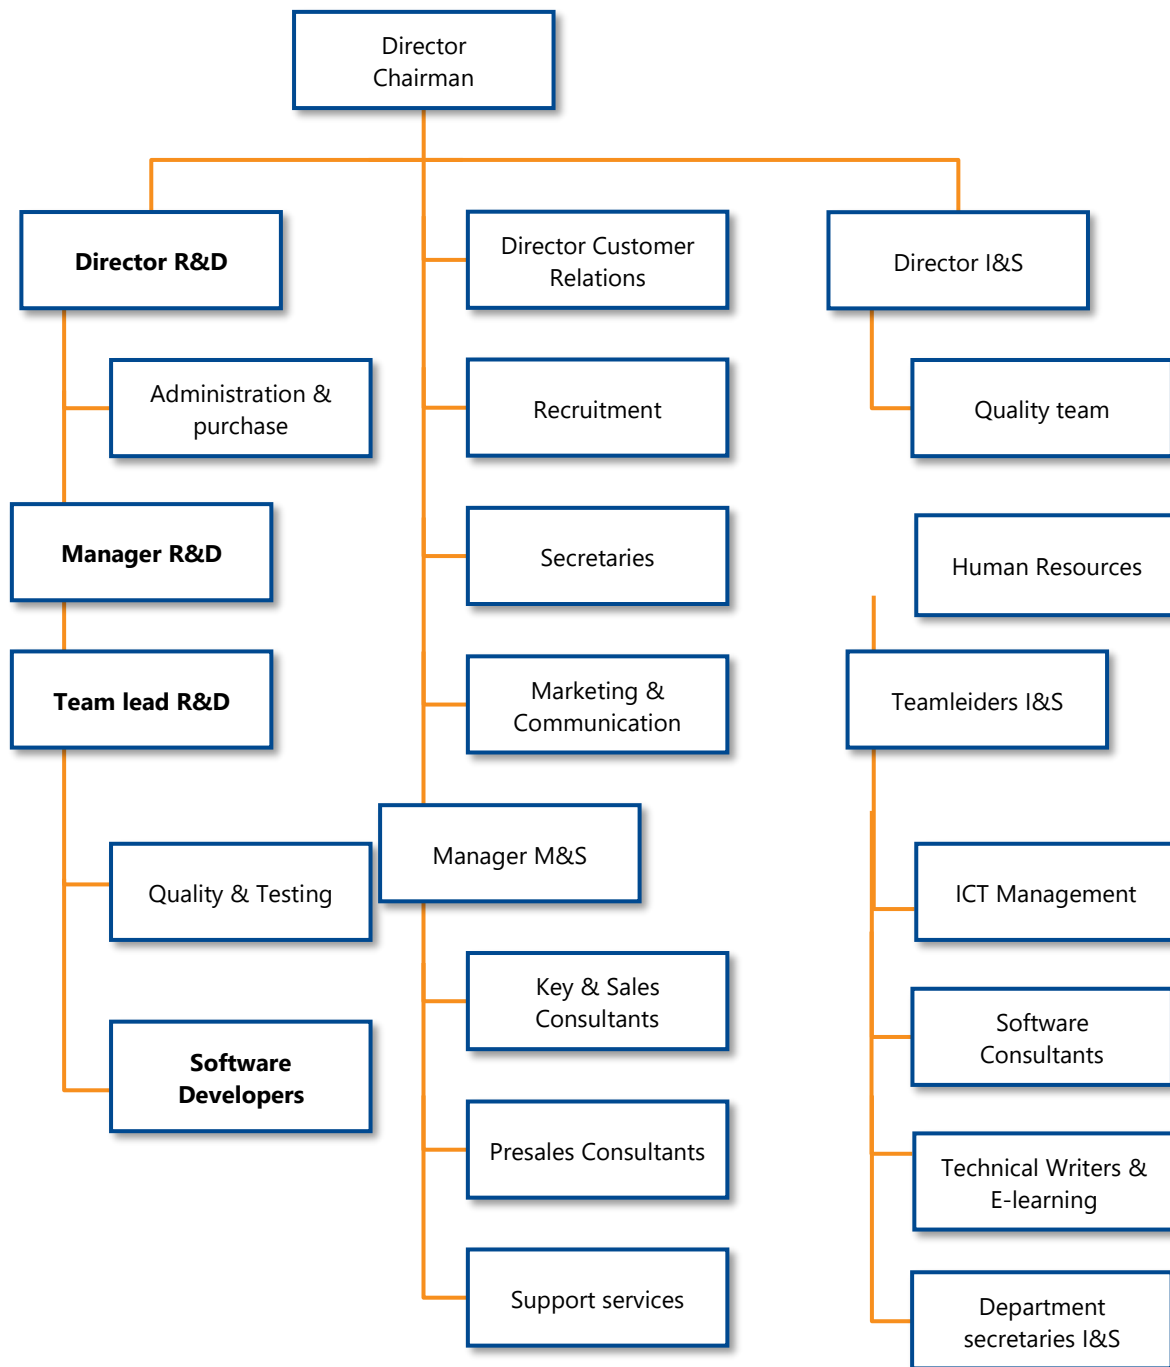 Director
Chairman
Director R&D
Director Customer
Relations
Director I&S
Administration &
purchase
Recruitment
Quality team
Manager R&D
Secretaries
Human Resources
Team lead R&D
Marketing &
Communication
Teamleiders I&S
Quality & Testing
Manager M&S
ICT Management
Software
Developers
Key & Sales
Consultants
Software
Consultants
Presales Consultants
Technical Writers &
E-learning
Support services
Department
secretaries I&S